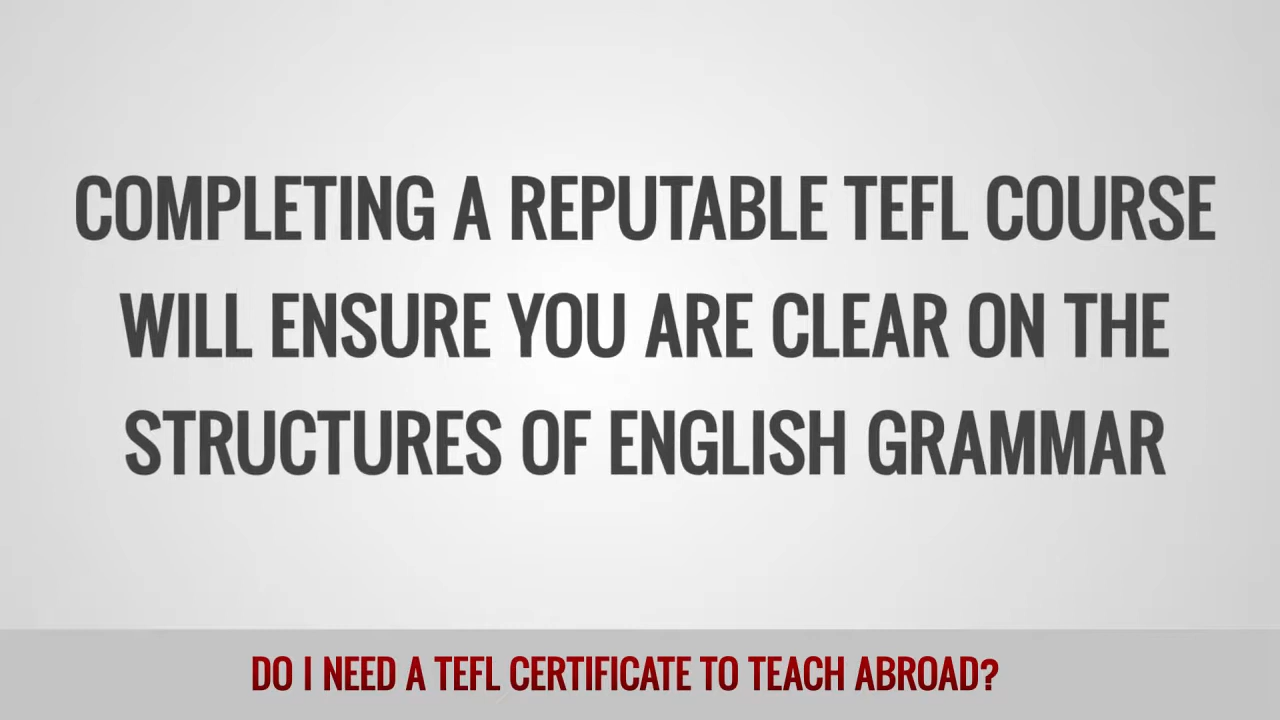 COMPLETING A REPUTABLE TEFL COURSE
WILL ENSURE YOU ARE CLEAR ON THE
STRUCTURES OF ENGLISH GRAMMAR
DO I NEED A TEFL CERTIFICATE TO TEACH ABROAD?